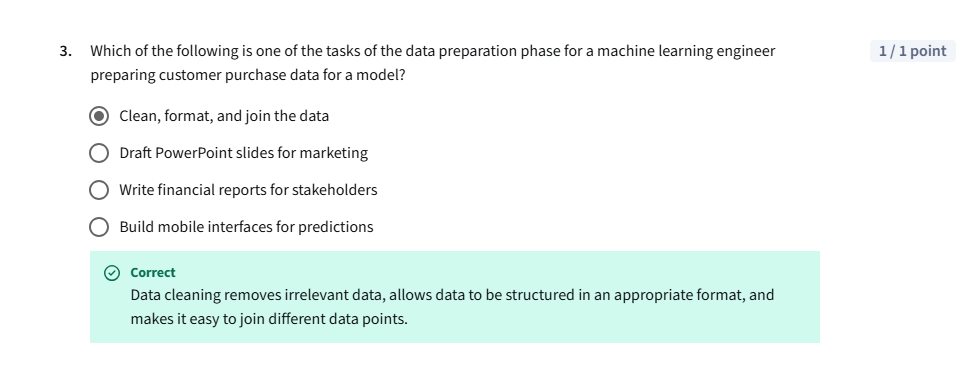 3. Which of the following is one of the tasks of the data preparation phase for a machine learning engineer
preparing customer purchase data for a model?
1 / 1 point
Clean, format, and join the data
Draft PowerPoint slides for marketing
Write financial reports for stakeholders
Build mobile interfaces for predictions
Correct
Data cleaning removes irrelevant data, allows data to be structured in an appropriate format, and
makes it easy to join different data points.